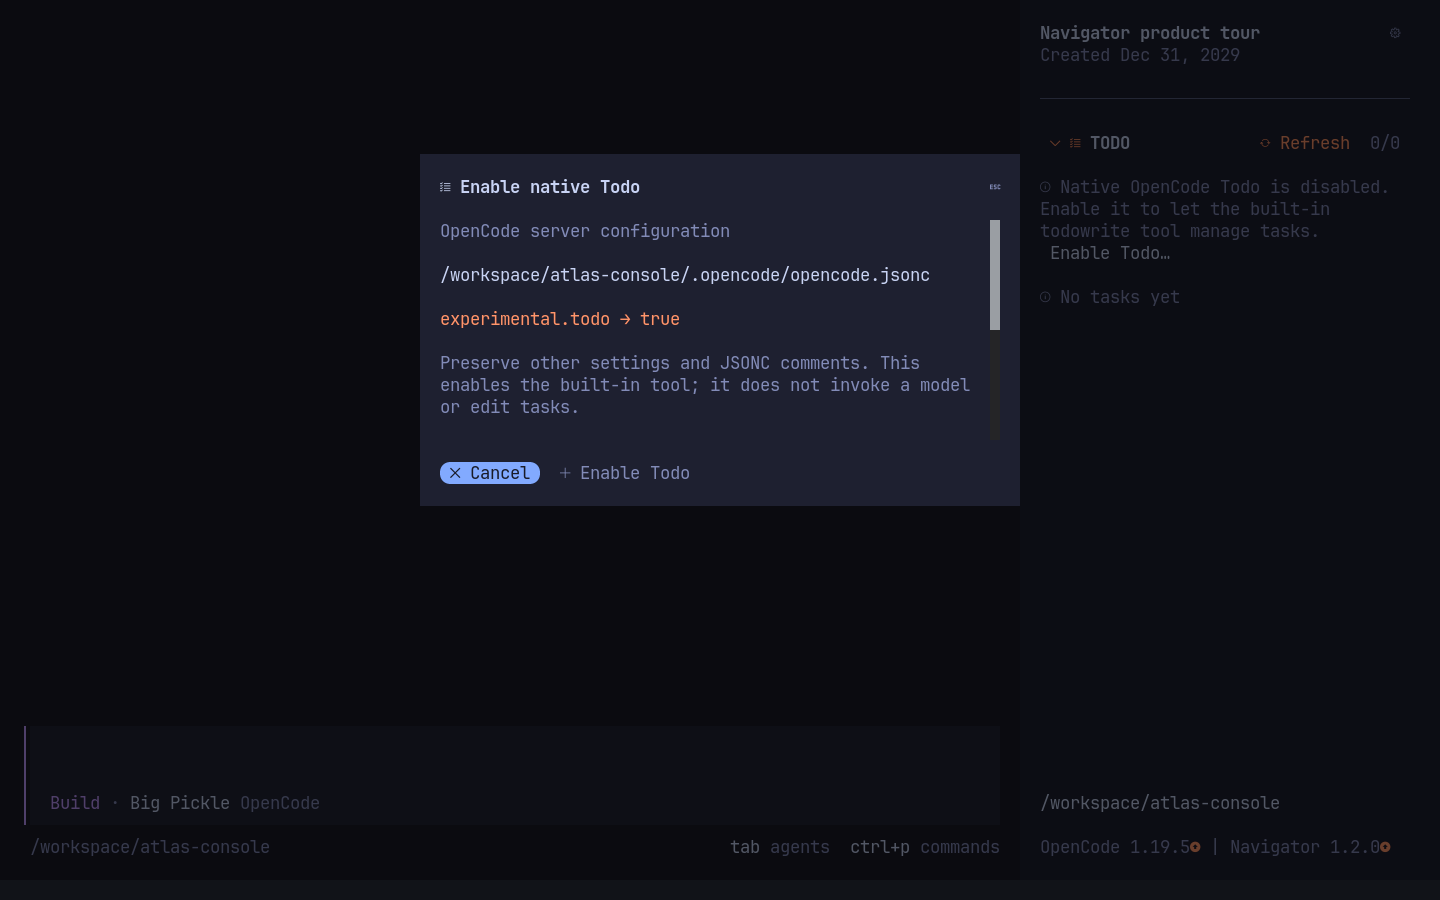 Navigator product tour
Created Dec 31, 2029
TODO Refresh 0/0
Native OpenCode Todo is disabled.
Enable it to let the built-in
todowrite tool manage tasks.
Enable Todo…
No tasks yet
Enable native Todo ESC
OpenCode server configuration
/workspace/atlas-console/.opencode/opencode.jsonc
experimental.todo → true
Preserve other settings and JSONC comments. This
enables the built-in tool; it does not invoke a model
or edit tasks.
× Cancel + Enable Todo
Build · Big Pickle OpenCode
/workspace/atlas-console tab agents ctrl+p commands
/workspace/atlas-console
OpenCode 1.19.5 | Navigator 1.2.0